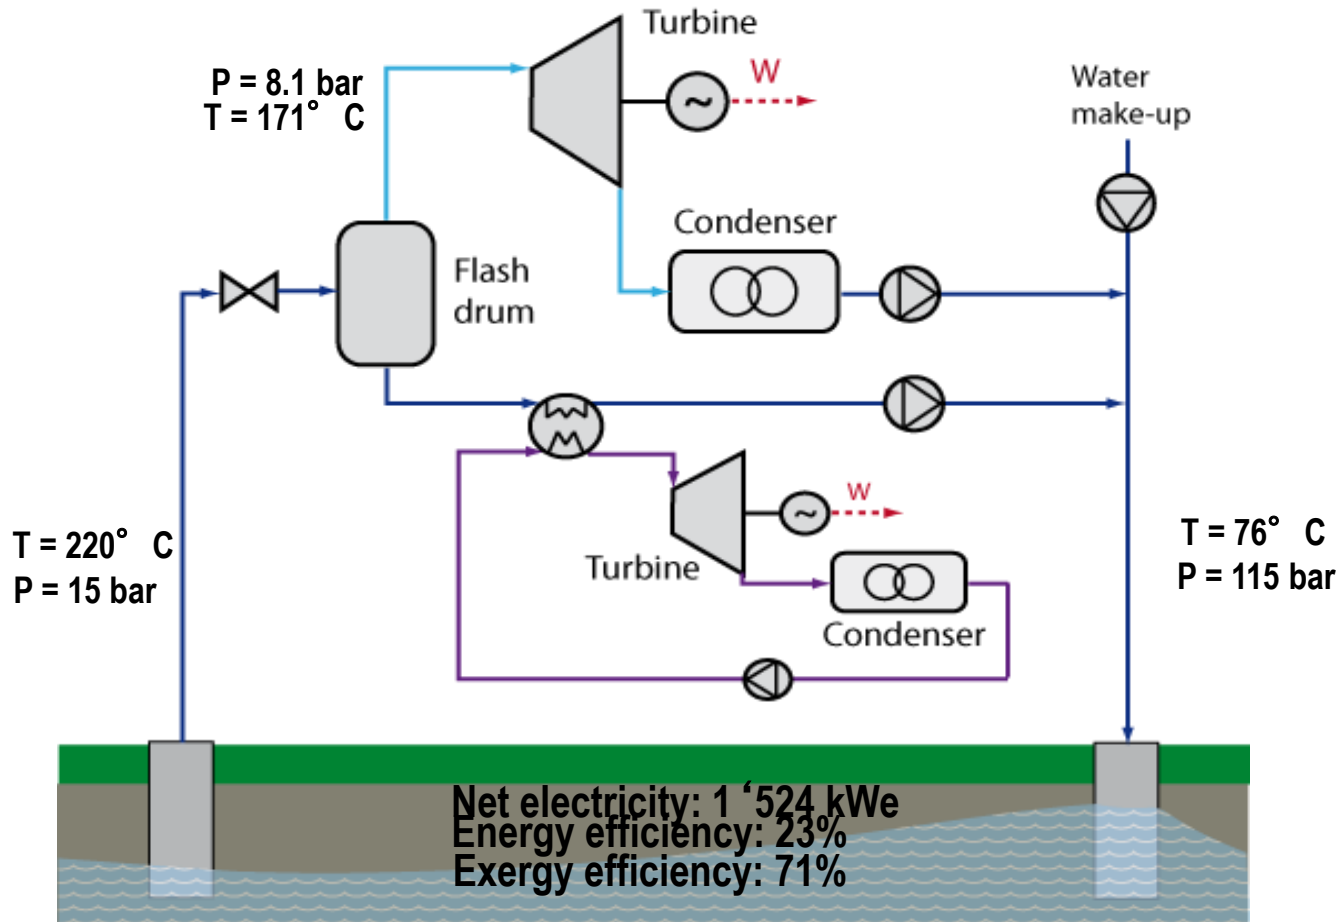 Turbine
P = 8.1 bar
T = 171° C
W
Water
make-up
~
Condenser
Flash
drum
W
~
T = 220° C
P = 15 bar
Turbine
T = 76° C
P = 115 bar
Condenser
Net electricity: 1 ‘524 kWe
Energy efficiency: 23%
Exergy efficiency: 71%